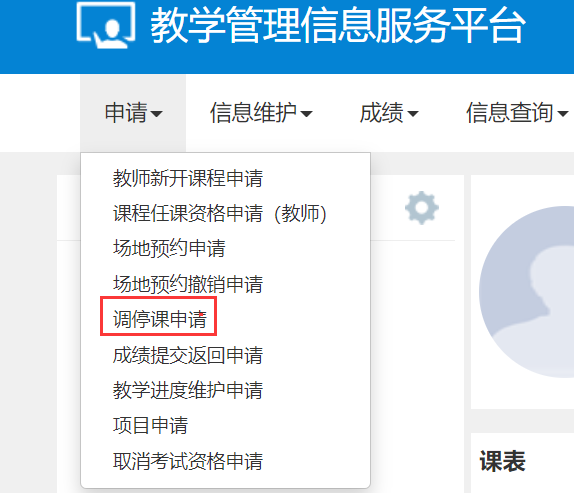 教学管理信息服务平台
申请 信息维护 成绩 信息查询
教师新开课程申请
课程任课资格申请（教师）
场地预约申请
场地预约撤销申请
调停课申请
成绩提交返回申请
教学进度维护申请
项目申请
取消考试资格申请
课表